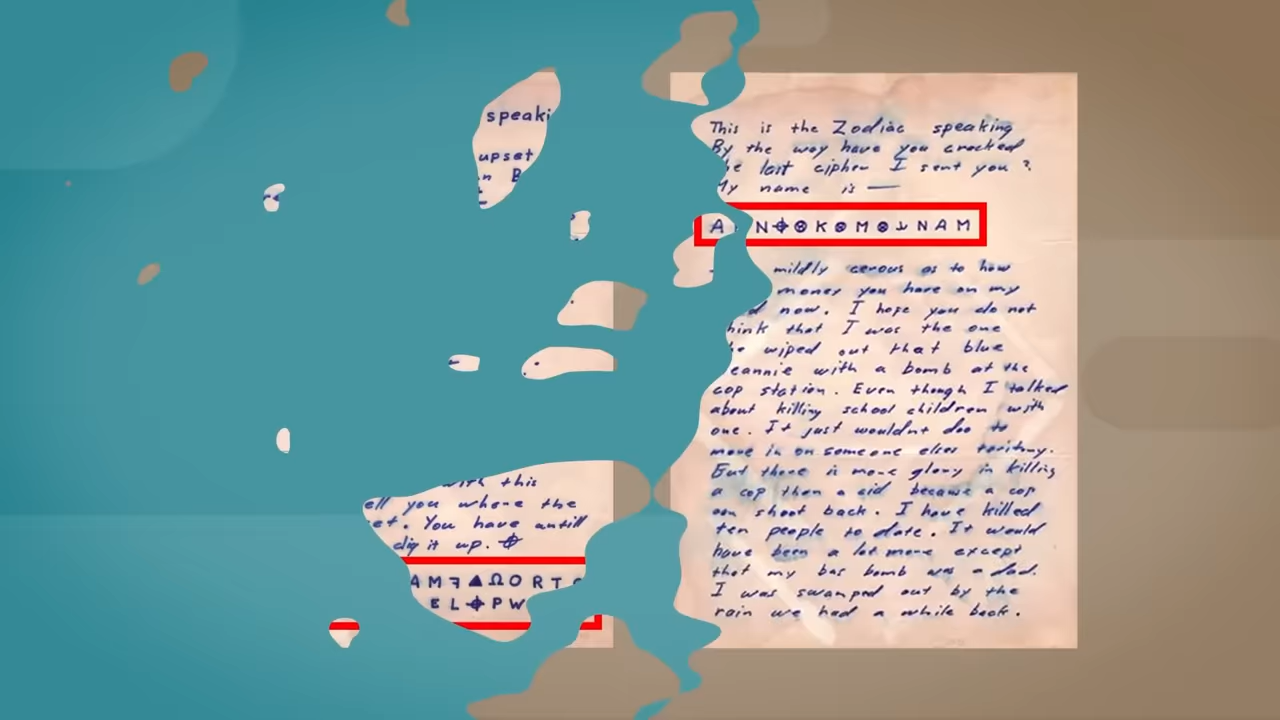 speaki
upset
n B
with this
ell you where the
et. You have untill
dig it up.
AM ORT
EL PW
This is the Zodiac speaking
By the way have you cracked
he last cipher I sent you?
My name is —
A N K M NAM
mildly cerous as to how
money you have on my
d now. I hope you do not
hink that I was the one
wiped out that blue
eannie with a bomb at the
cop station. Even though I talked
about killing school children with
one. It just wouldnt doo to
move in on someone elses teritory.
But there is more glory in killing
a cop than a cid because a cop
can shoot back. I have killed
ten people to date. It would
have been a lot more except
that my bus bomb was a dud.
I was swamped out by the
rain we had a while back.